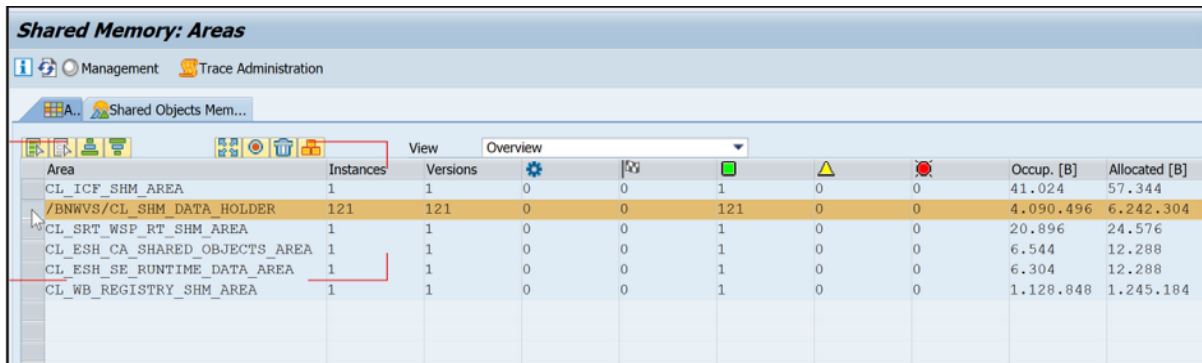 Shared Memory: Areas
Management Trace Administration
A.. Shared Objects Mem...
View Overview
Area Instances Versions Occup. [B] Allocated [B]
CL_ICF_SHM_AREA 1 1 0 0 1 0 0 41.024 57.344
/BNWVS/CL_SHM_DATA_HOLDER 121 121 0 0 121 0 0 4.090.496 6.242.304
CL_SRT_WSP_RT_SHM_AREA 1 1 0 0 1 0 0 20.896 24.576
CL_ESH_CA_SHARED_OBJECTS_AREA 1 1 0 0 1 0 0 6.544 12.288
CL_ESH_SE_RUNTIME_DATA_AREA 1 1 0 0 1 0 0 6.304 12.288
CL_WB_REGISTRY_SHM_AREA 1 1 0 0 1 0 0 1.128.848 1.245.184